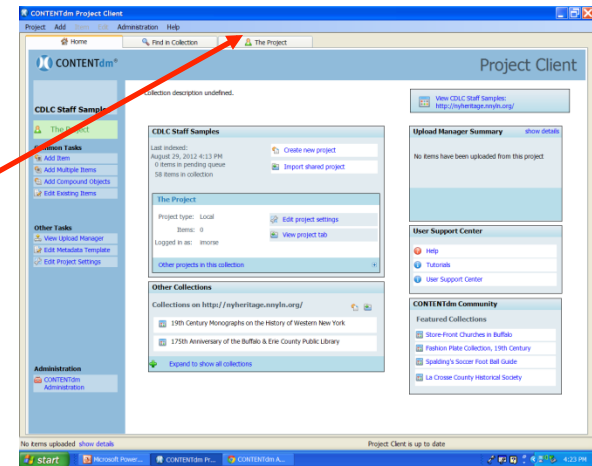 CONTENTdm Project Client
Project Add Items Edit Administration Help
Home Find in Collection The Project
CONTENTdm®
Project Client
Collection description undefined.
View CDLC Staff Samples:
http://nyheritage.nnyln.org/
CDLC Staff Samples
The Project
Common Tasks
Add Item
Add Multiple Items
Add Compound Objects
Edit Existing Items
Other Tasks
View Upload Manager
Edit Metadata Template
Edit Project Settings
Administration
CONTENTdm
Administration
CDLC Staff Samples
Last indexed:
August 29, 2012 4:13 PM
0 items in pending queue
58 items in collection
Create new project
Import shared project
The Project
Project type: Local
Items: 0
Logged in as: lmorse
Edit project settings
View project tab
Other projects in this collection
Other Collections
Collections on http://nyheritage.nnyln.org/
19th Century Monographs on the History of Western New York
175th Anniversary of the Buffalo & Erie County Public Library
Expand to show all collections
Upload Manager Summary show details
No items have been uploaded from this project
User Support Center
Help
Tutorials
User Support Center
CONTENTdm Community
Featured Collections
Store-Front Churches in Buffalo
Fashion Plate Collection, 19th Century
Spalding's Soccer Foot Ball Guide
La Crosse County Historical Society
No items uploaded show details
Project Client is up to date
start Microsoft Power... CONTENTdm Pr... CONTENTdm A... 4:23 PM